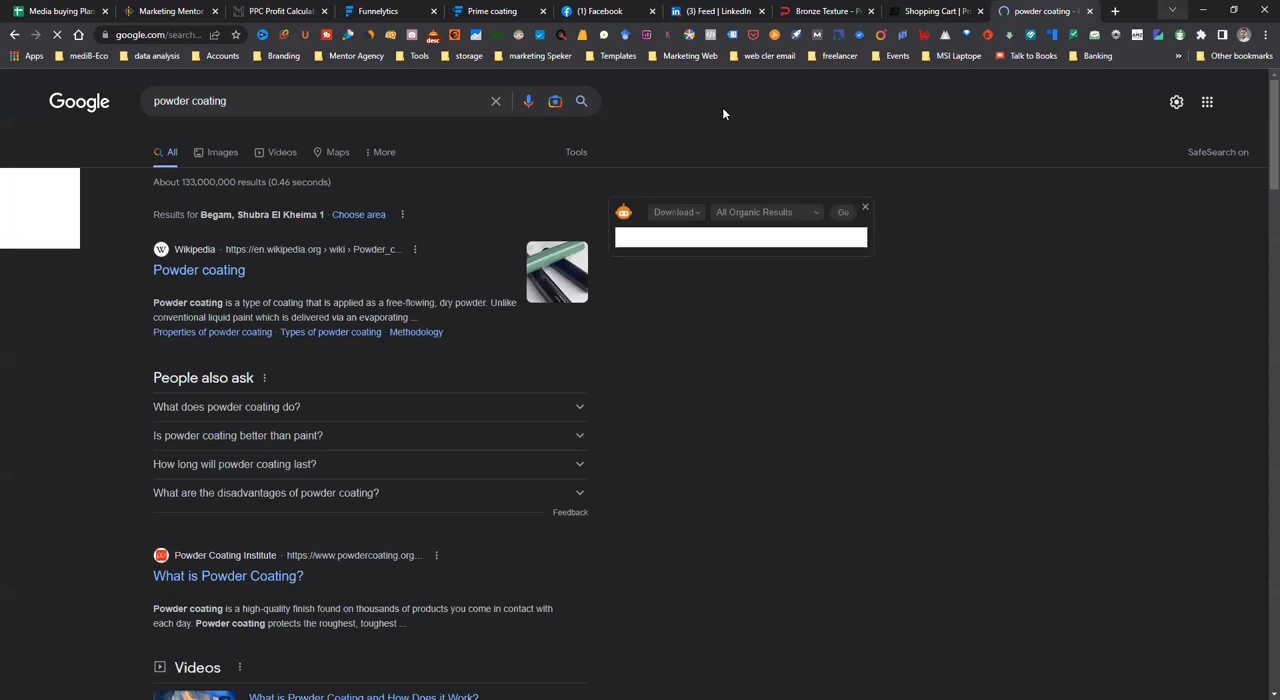 Media buying Plan
Marketing Mentor
PPC Profit Calculat
Funnelytics
Prime coating
(1) Facebook
(3) Feed | LinkedIn
Bronze Texture - P
Shopping Cart | Pri
powder coating - G
google.com/search...
desc
Apps
mediB-Eco
data analysis
Accounts
Branding
Mentor Agency
Tools
storage
marketing Speker
Templates
Marketing Web
web cler email
freelancer
Events
MSI Laptope
Talk to Books
Banking
»
Other bookmarks
Google
powder coating
All
Images
Videos
Maps
More
Tools
SafeSearch on
About 133,000,000 results (0.46 seconds)
Results for Begam, Shubra El Kheima 1 · Choose area
Download
All Organic Results
Go
Wikipedia
https://en.wikipedia.org › wiki › Powder_c...
Powder coating
Powder coating is a type of coating that is applied as a free-flowing, dry powder. Unlike
conventional liquid paint which is delivered via an evaporating ...
Properties of powder coating · Types of powder coating · Methodology
People also ask
What does powder coating do?
Is powder coating better than paint?
How long will powder coating last?
What are the disadvantages of powder coating?
Feedback
Powder Coating Institute
https://www.powdercoating.org...
What is Powder Coating?
Powder coating is a high-quality finish found on thousands of products you come in contact with
each day. Powder coating protects the roughest, toughest ...
Videos
What is Powder Coating and How Does it Work?